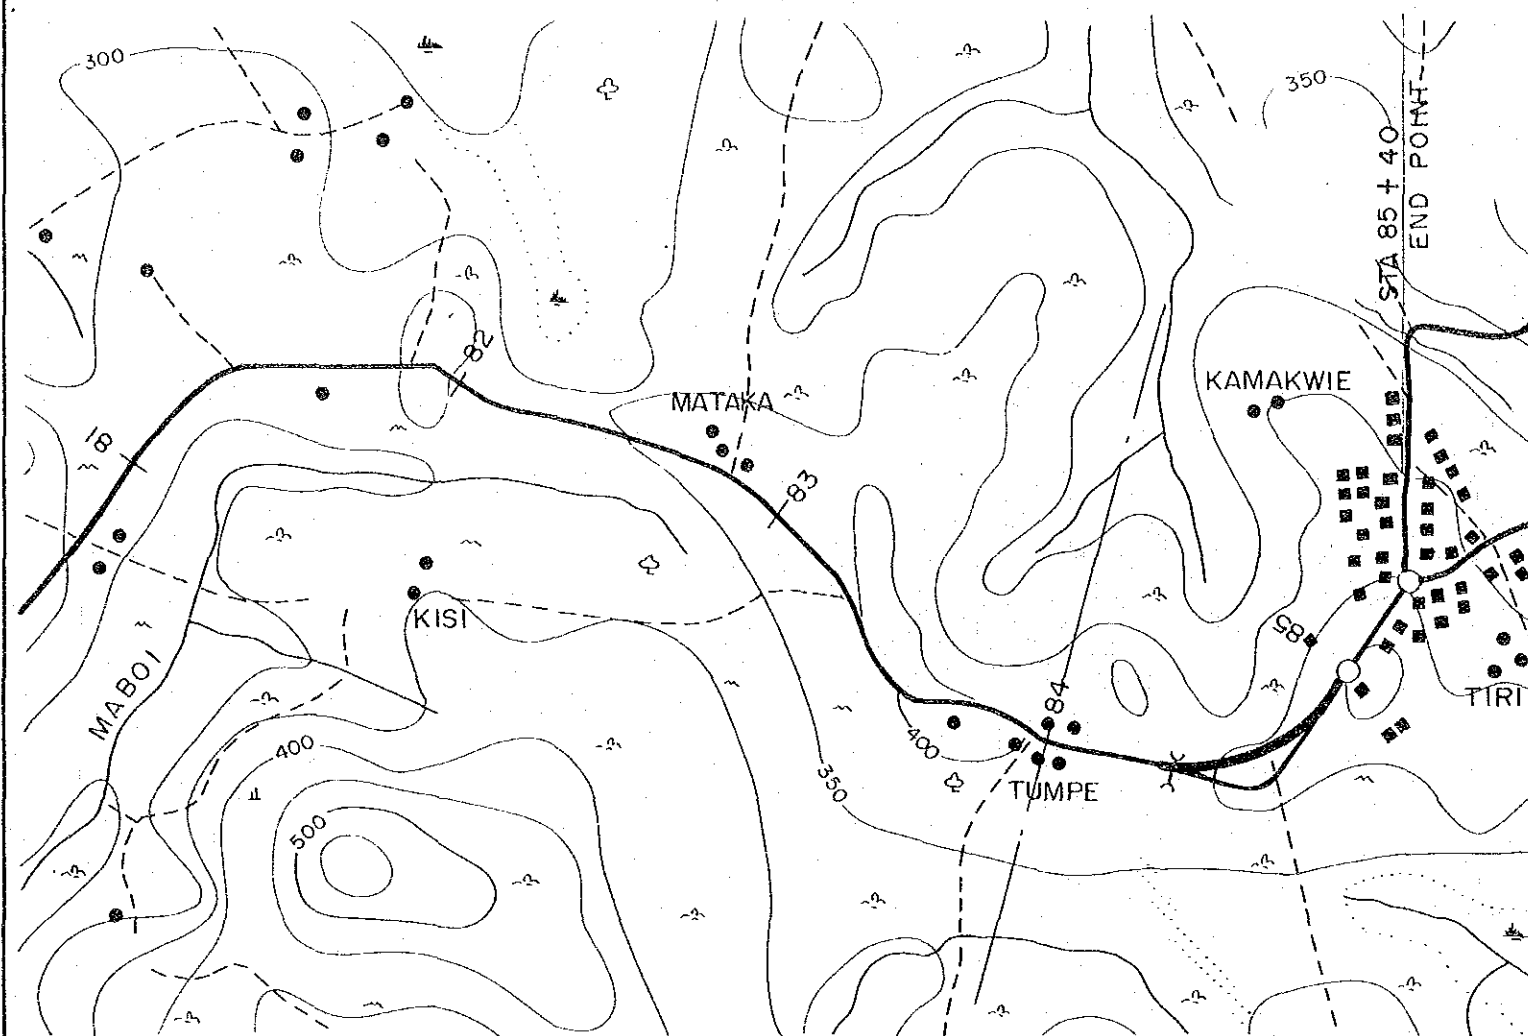 300
350
STA 85 + 40
END POINT
82
KAMAKWIE
MATAKA
81
83
KISI
85
MABOI
84
TIRI
400
400
350
TUMPE
500